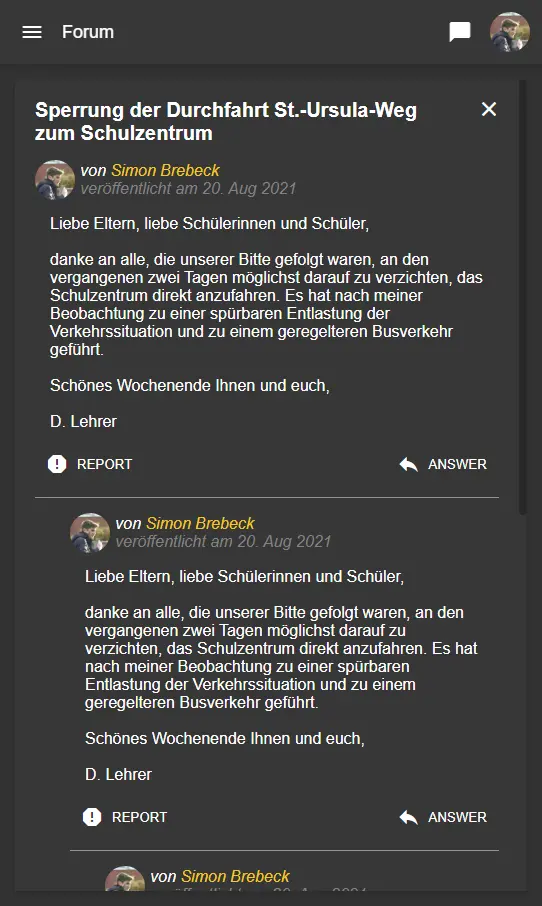 Forum
Sperrung der Durchfahrt St.-Ursula-Weg
zum Schulzentrum
von Simon Brebeck
veröffentlicht am 20. Aug 2021
Liebe Eltern, liebe Schülerinnen und Schüler,
danke an alle, die unserer Bitte gefolgt waren, an den
vergangenen zwei Tagen möglichst darauf zu verzichten, das
Schulzentrum direkt anzufahren. Es hat nach meiner
Beobachtung zu einer spürbaren Entlastung der
Verkehrssituation und zu einem geregelteren Busverkehr
geführt.
Schönes Wochenende Ihnen und euch,
D. Lehrer
REPORT ANSWER
von Simon Brebeck
veröffentlicht am 20. Aug 2021
Liebe Eltern, liebe Schülerinnen und Schüler,
danke an alle, die unserer Bitte gefolgt waren, an den
vergangenen zwei Tagen möglichst darauf zu
verzichten, das Schulzentrum direkt anzufahren. Es hat
nach meiner Beobachtung zu einer spürbaren
Entlastung der Verkehrssituation und zu einem
geregelteren Busverkehr geführt.
Schönes Wochenende Ihnen und euch,
D. Lehrer
REPORT ANSWER
von Simon Brebeck